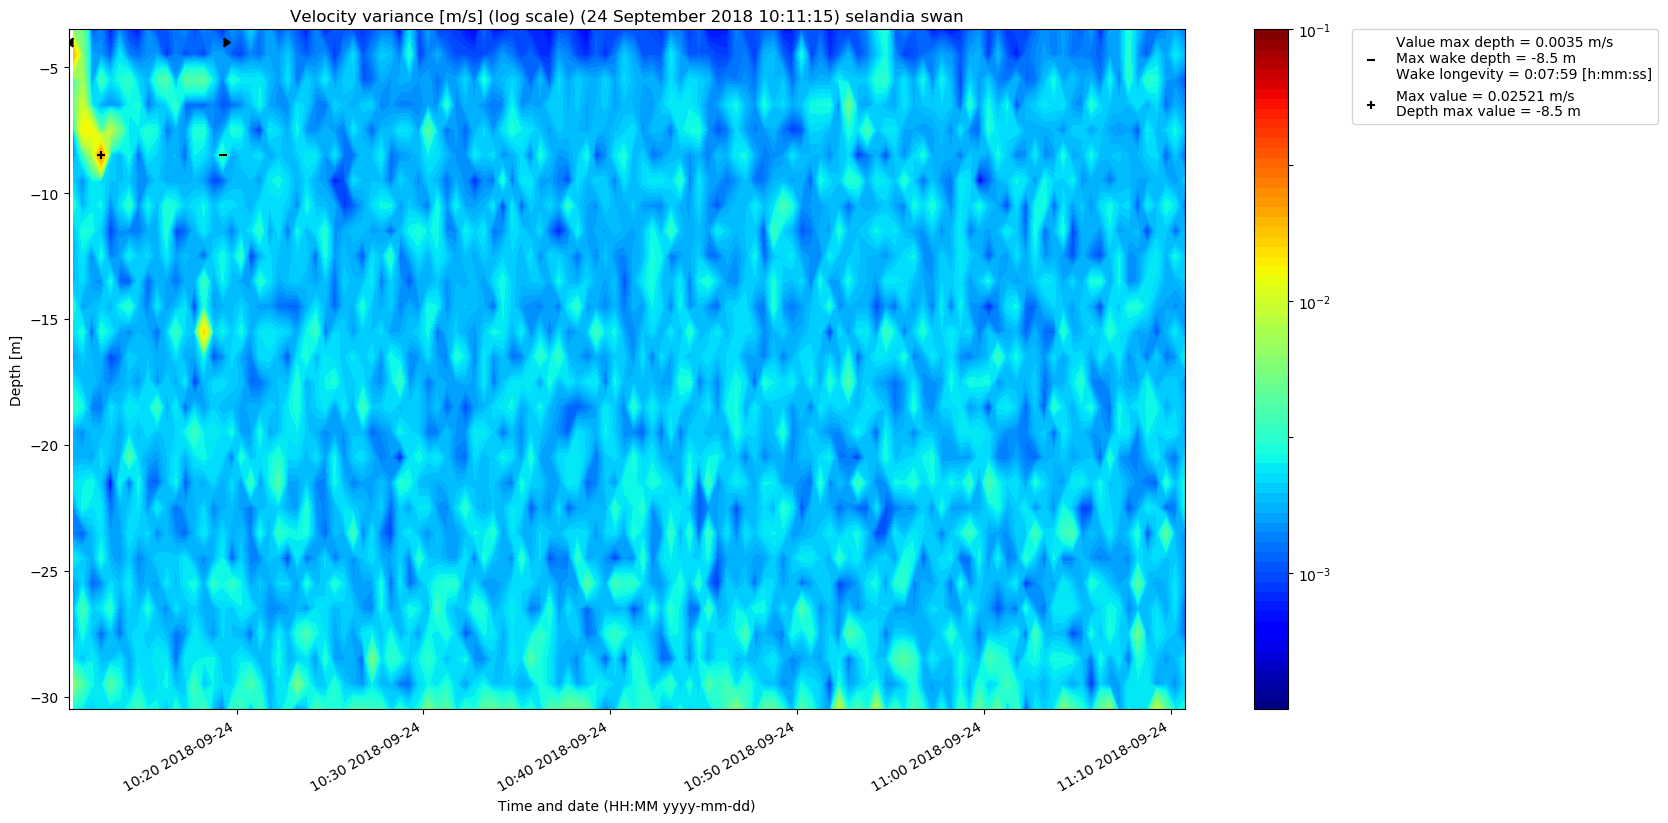 Velocity variance [m/s] (log scale) (24 September 2018 10:11:15) selandia swan
Depth [m]
−5
−10
−15
−20
−25
−30
10:20 2018-09-24
10:30 2018-09-24
10:40 2018-09-24
10:50 2018-09-24
11:00 2018-09-24
11:10 2018-09-24
Time and date (HH:MM yyyy-mm-dd)
10⁻¹
10⁻²
10⁻³
Value max depth = 0.0035 m/s
Max wake depth = -8.5 m
Wake longevity = 0:07:59 [h:mm:ss]
Max value = 0.02521 m/s
Depth max value = -8.5 m